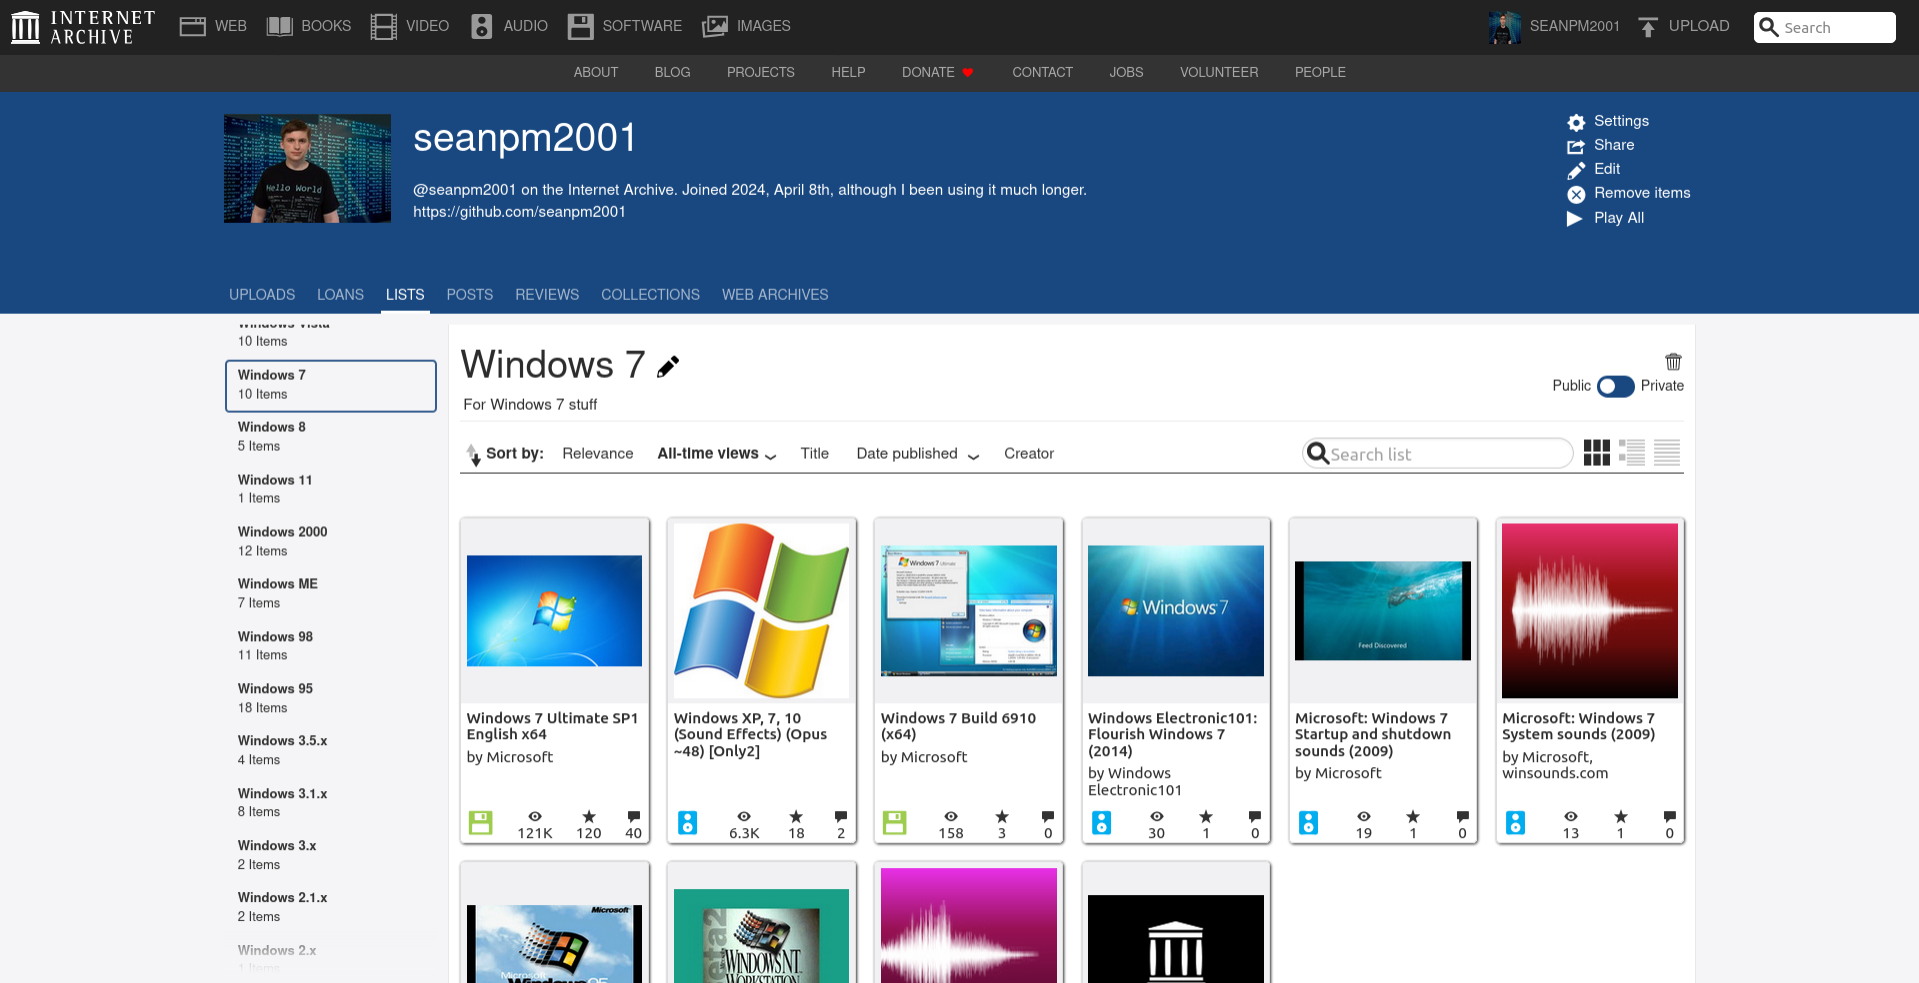 INTERNET ARCHIVE
WEB
BOOKS
VIDEO
AUDIO
SOFTWARE
IMAGES
SEANPM2001
UPLOAD
Search
ABOUT
BLOG
PROJECTS
HELP
DONATE
CONTACT
JOBS
VOLUNTEER
PEOPLE
Hello World
seanpm2001
@seanpm2001 on the Internet Archive. Joined 2024, April 8th, although I been using it much longer.
https://github.com/seanpm2001
Settings
Share
Edit
Remove items
Play All
UPLOADS
LOANS
LISTS
POSTS
REVIEWS
COLLECTIONS
WEB ARCHIVES
Windows Vista
10 Items
Windows 7
10 Items
Windows 8
5 Items
Windows 11
1 Items
Windows 2000
12 Items
Windows ME
7 Items
Windows 98
11 Items
Windows 95
18 Items
Windows 3.5.x
4 Items
Windows 3.1.x
8 Items
Windows 3.x
2 Items
Windows 2.1.x
2 Items
Windows 2.x
1 Items
Windows 7
For Windows 7 stuff
Public
Private
Sort by:
Relevance
All-time views
Title
Date published
Creator
Search list
Windows 7 Ultimate SP1
English x64
by Microsoft
121K
120
40
Windows XP, 7, 10
(Sound Effects) (Opus
~48) [Only2]
6.3K
18
2
Windows 7 Ultimate
Windows 7 Build 6910
(x64)
by Microsoft
158
3
0
Windows 7
Windows Electronic101:
Flourish Windows 7
(2014)
by Windows
Electronic101
30
1
0
Feed Discovered
Microsoft: Windows 7
Startup and shutdown
sounds (2009)
by Microsoft
19
1
0
Microsoft: Windows 7
System sounds (2009)
by Microsoft,
winsounds.com
13
1
0
Microsoft
Microsoft
Windows 95
WINDOWS NT
WORKSTATION